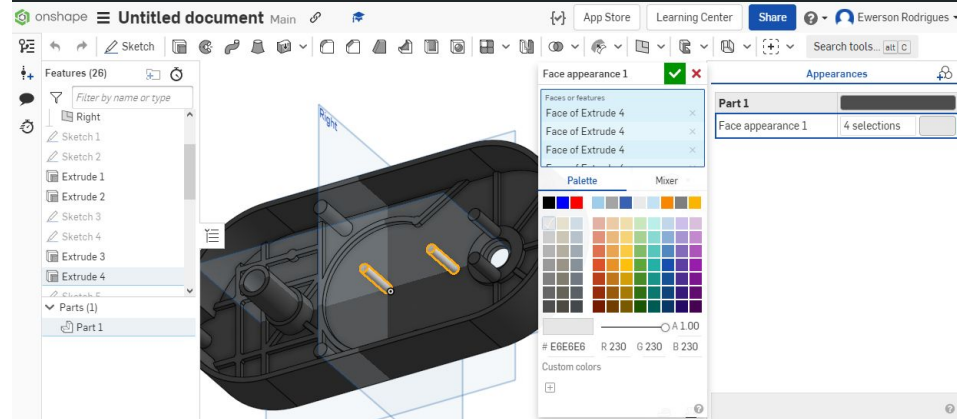 onshape Untitled document Main App Store Learning Center Share Ewerson Rodrigues
Sketch Search tools... alt C
Features (26) Face appearance 1 Appearances
Filter by name or type
Right
Sketch 1
Sketch 2
Extrude 1
Extrude 2
Sketch 3
Sketch 4
Extrude 3
Extrude 4
Parts (1)
Part 1
Right
Faces or features
Face of Extrude 4
Face of Extrude 4
Face of Extrude 4
Palette Mixer
A 1.00
# E6E6E6 R 230 G 230 B 230
Custom colors
Part 1
Face appearance 1 4 selections